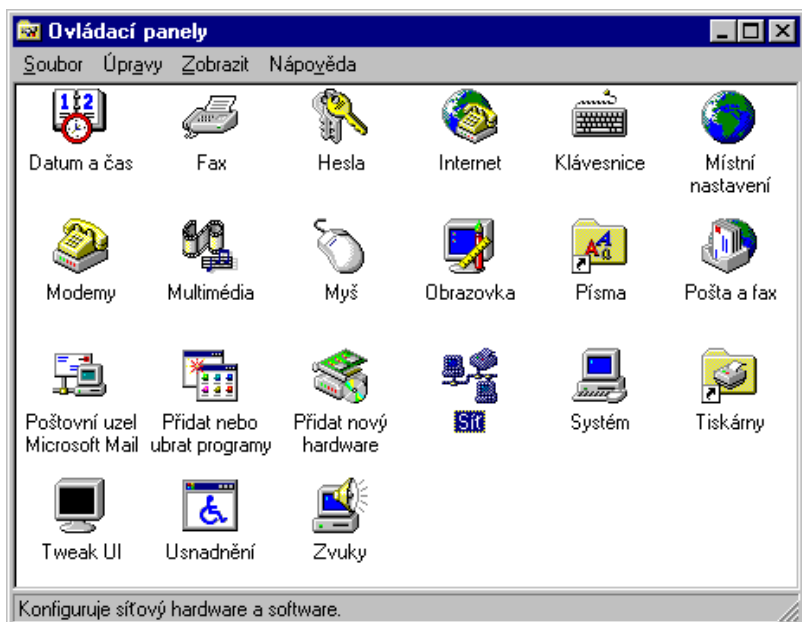 Ovládací panely
Soubor Úpravy Zobrazit Nápověda
1 2
Datum a čas
Fax
Hesla
Internet
Klávesnice
Místní
nastavení
Modemy
Multimédia
Myš
Obrazovka
Písma
Pošta a fax
Poštovní uzel
Microsoft Mail
Přidat nebo
ubrat programy
Přidat nový
hardware
Síť
Systém
Tiskárny
Tweak UI
Usnadnění
Zvuky
Konfiguruje síťový hardware a software.